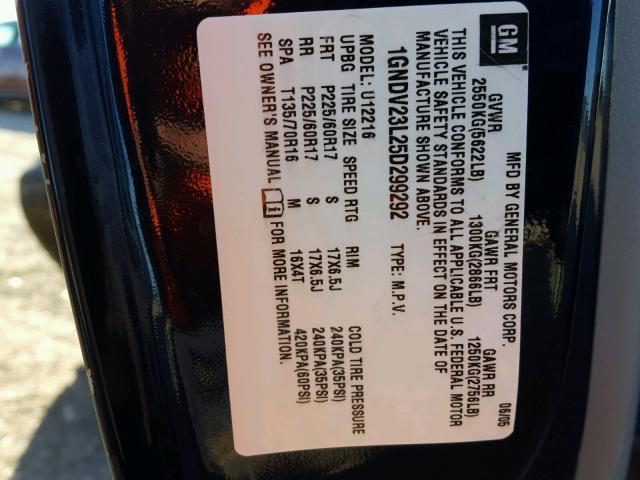 GM
MFD BY GENERAL MOTORS CORP. 06/05
GVWR GAWR FRT GAWR RR
2550KG(5622LB) 1300KG(2866LB) 1250KG(2756LB)
THIS VEHICLE CONFORMS TO ALL APPLICABLE U.S. FEDERAL MOTOR
VEHICLE SAFETY STANDARDS IN EFFECT ON THE DATE OF
MANUFACTURE SHOWN ABOVE.
1GNDV23L25D299292 TYPE: M.P.V.
MODEL: U12216
UPBG TIRE SIZE SPEED RTG RIM COLD TIRE PRESSURE
FRT P225/60R17 S 17X6.5J 240KPA(35PSI)
RR P225/60R17 S 17X6.5J 240KPA(35PSI)
SPA T135/70R16 M 16X4T 420KPA(60PSI)
SEE OWNER'S MANUAL i FOR MORE INFORMATION.